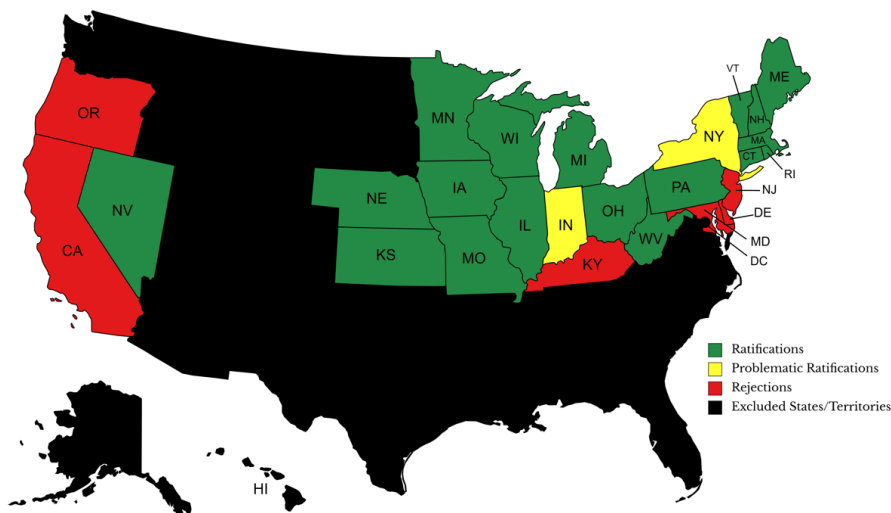 OR
NV
CA
MN
WI
MI
NE
IA
KS
MO
IL
IN
OH
KY
WV
PA
NY
VT
NH
ME
MA
CT
RI
NJ
DE
MD
DC
HI
Ratifications
Problematic Ratifications
Rejections
Excluded States/Territories